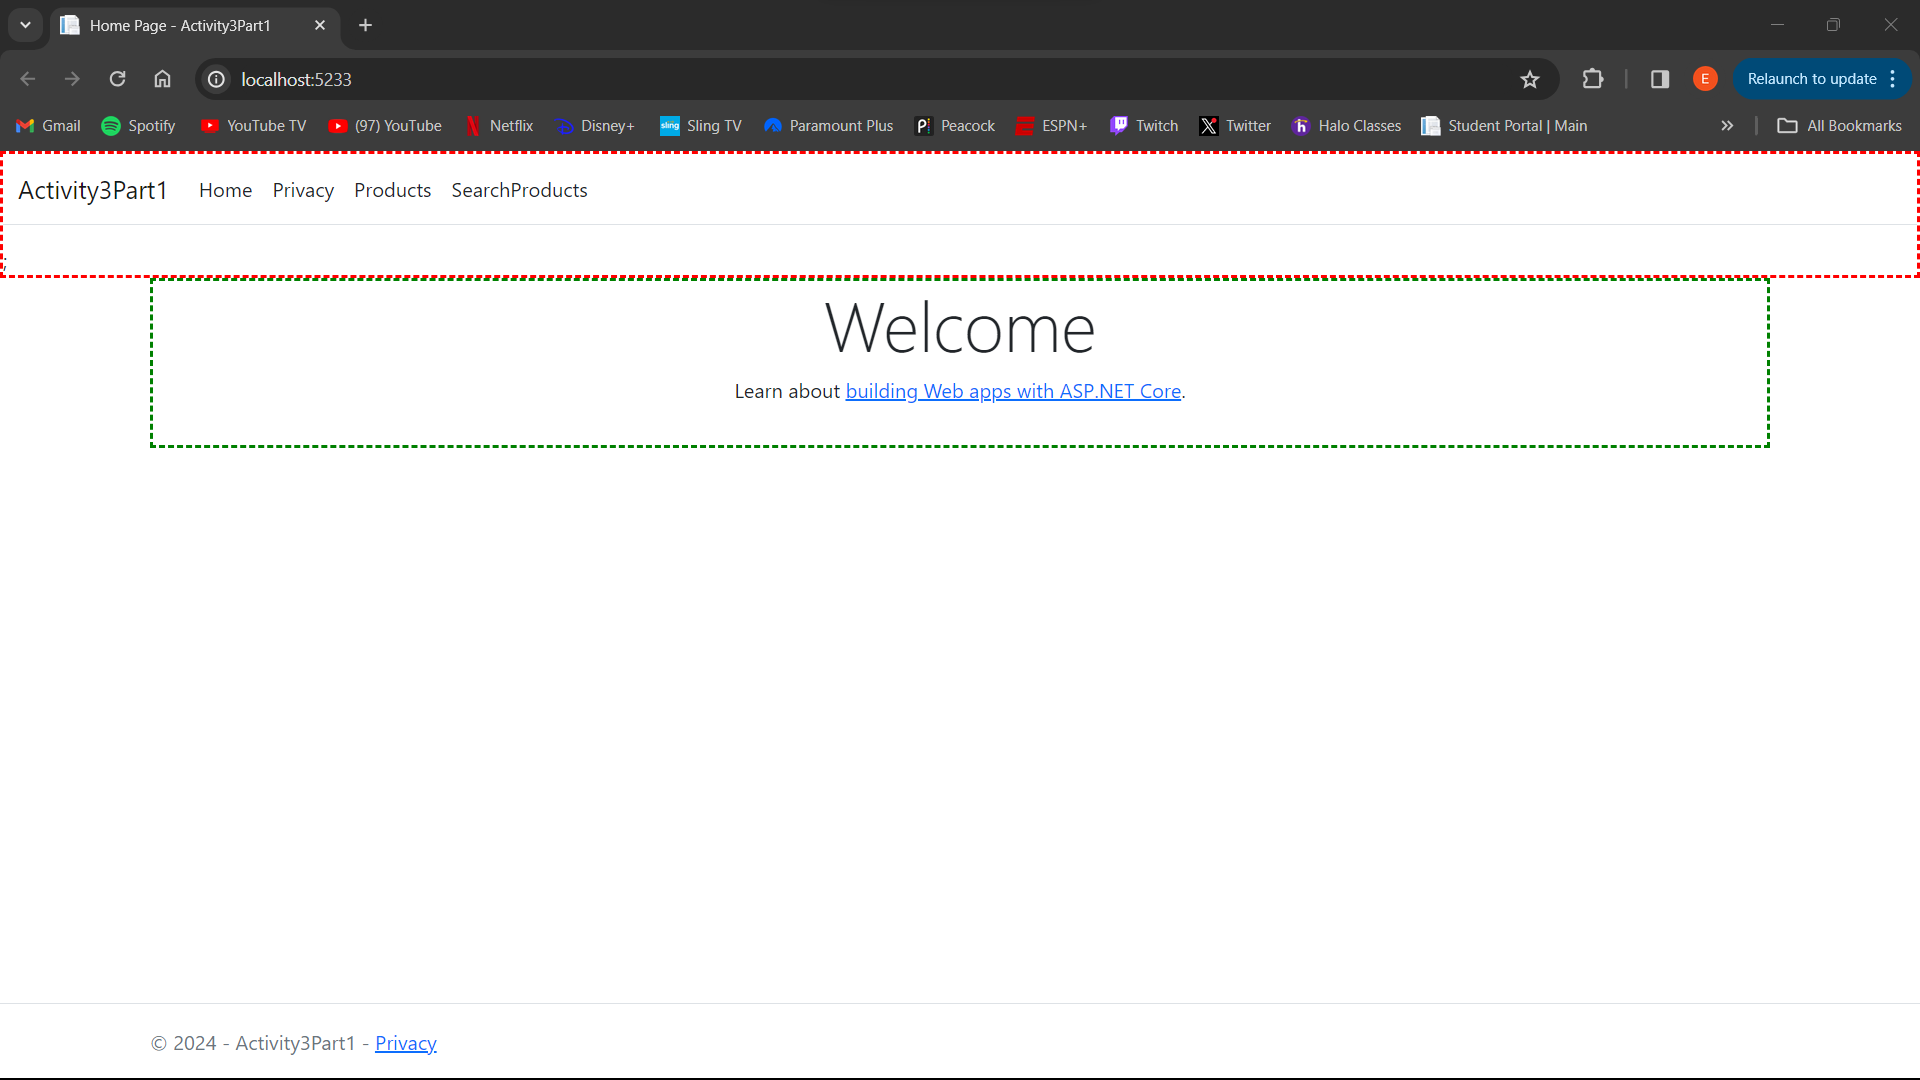 Home Page - Activity3Part1
localhost:5233
E
Relaunch to update
Gmail Spotify YouTube TV (97) YouTube Netflix Disney+ sling Sling TV Paramount Plus P Peacock ESPN+ Twitch X Twitter h Halo Classes Student Portal | Main » All Bookmarks
Activity3Part1 Home Privacy Products SearchProducts
;
Welcome
Learn about building Web apps with ASP.NET Core.
© 2024 - Activity3Part1 - Privacy